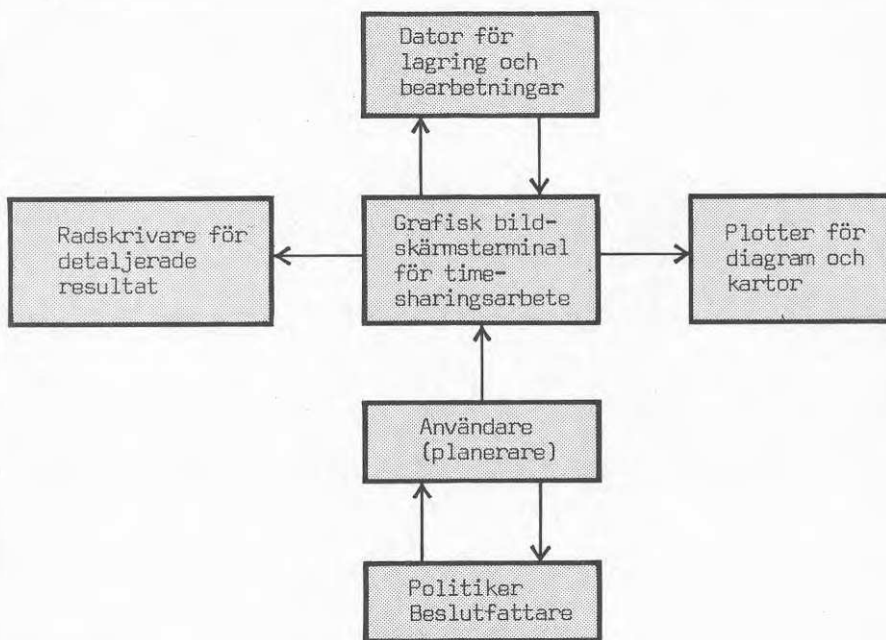 Dator för
lagring och
bearbetningar
Radskrivare för
detaljerade
resultat
Grafisk bild-
skärmsterminal
för time-
sharingsarbete
Plotter för
diagram och
kartor
Användare
(planerare)
Politiker
Beslutfattare